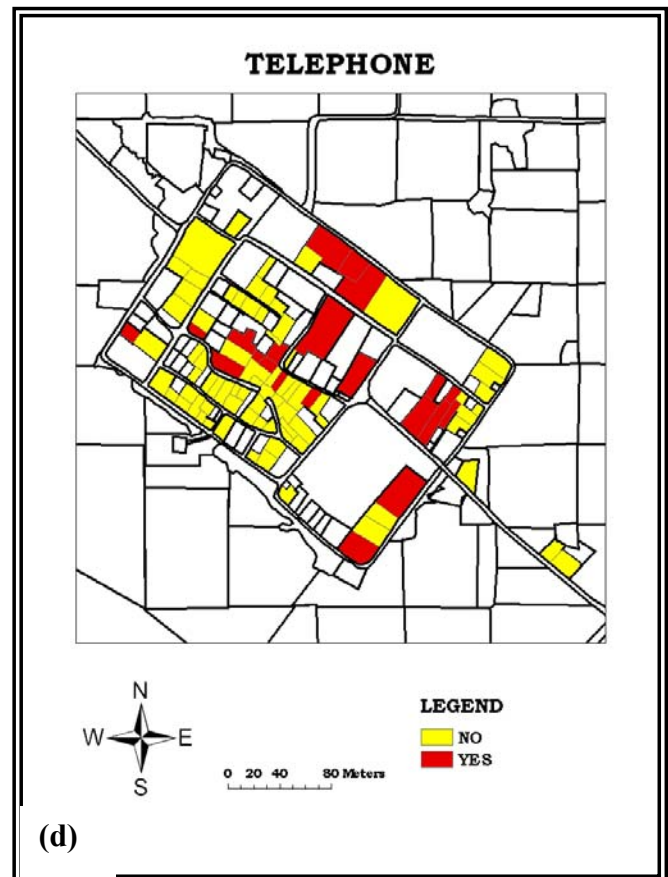 TELEPHONE
N
W E
S
LEGEND
NO
YES
0 20 40 80 Meters
(d)